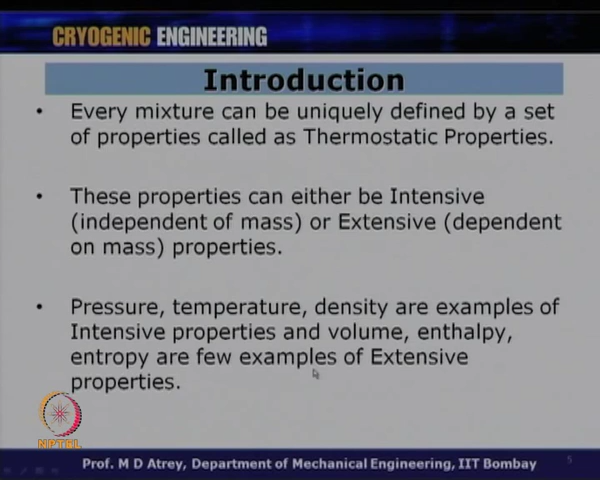 CRYOGENIC ENGINEERING
Introduction
• Every mixture can be uniquely defined by a set
of properties called as Thermostatic Properties.
• These properties can either be Intensive
(independent of mass) or Extensive (dependent
on mass) properties.
• Pressure, temperature, density are examples of
Intensive properties and volume, enthalpy,
entropy are few examples of Extensive
properties.
NPTEL
Prof. M D Atrey, Department of Mechanical Engineering, IIT Bombay
5